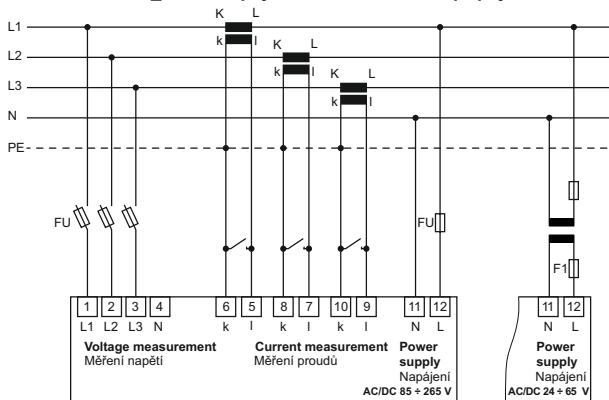 K L
L1
k l
L2
K L
k l
L3
K L
k l
N
PE
FU
FU
F1
1 2 3 4 6 5 8 7 10 9 11 12 11 12
L1 L2 L3 N k l k l k l N L N L
Voltage measurement
Měření napětí
Current measurement
Měření proudů
Power
supply
Napájení
AC/DC 85 ÷ 265 V
Power
supply
Napájení
AC/DC 24 ÷ 65 V